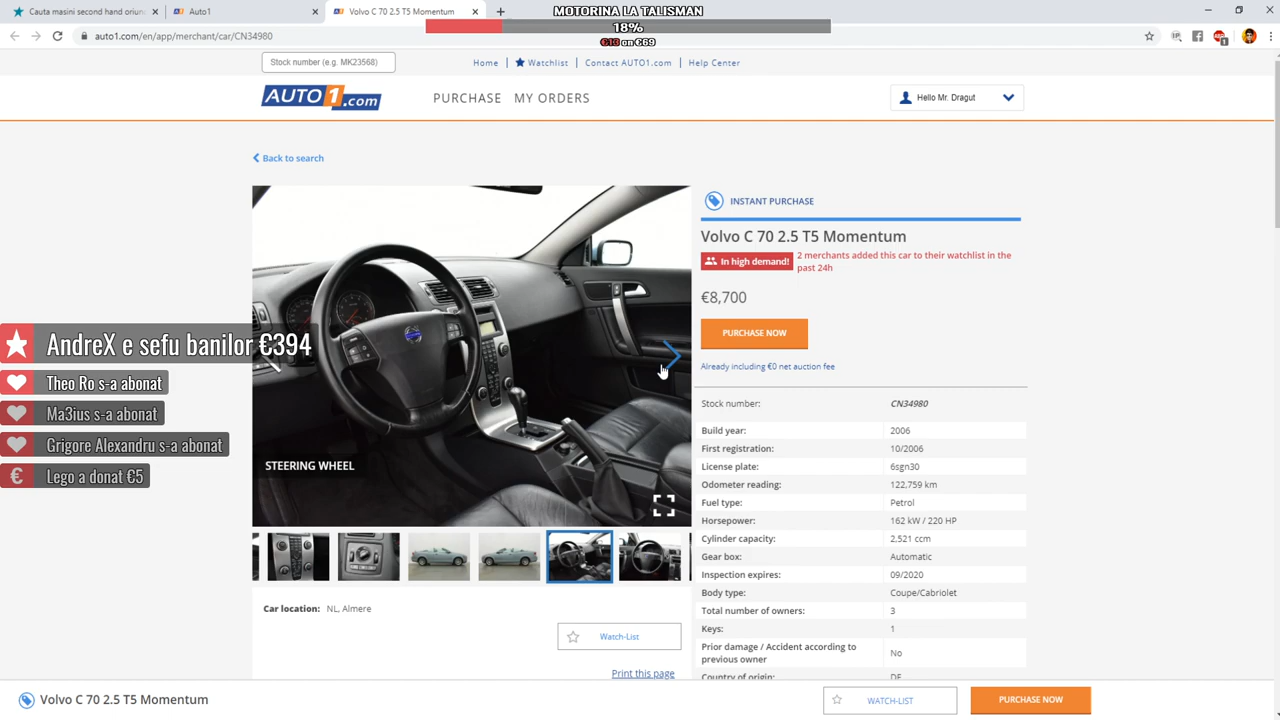 Cauta masini second hand oriun
Auto1
Volvo C 70 2.5 T5 Momentum
MOTORINA LA TALISMAN
18%
€13 on €69
auto1.com/en/app/merchant/car/CN34980
Stock number (e.g. MK23568)
Home | Watchlist | Contact AUTO1.com | Help Center
AUTO1.com
PURCHASE MY ORDERS
Hello Mr. Dragut
Back to search
INSTANT PURCHASE
Volvo C 70 2.5 T5 Momentum
In high demand! 2 merchants added this car to their watchlist in the
past 24h
€8,700
PURCHASE NOW
Already including €0 net auction fee
AndreX e sefu banilor €394
Theo Ro s-a abonat
Ma3ius s-a abonat
Grigore Alexandru s-a abonat
€ Lego a donat €5
STEERING WHEEL
Stock number: CN34980
Build year: 2006
First registration: 10/2006
License plate: 6sgn30
Odometer reading: 122,759 km
Fuel type: Petrol
Horsepower: 162 kW / 220 HP
Cylinder capacity: 2,521 ccm
Gear box: Automatic
Inspection expires: 09/2020
Body type: Coupe/Cabriolet
Total number of owners: 3
Keys: 1
Prior damage / Accident according to
previous owner No
Country of origin: DE
Car location: NL, Almere
Watch-List
Print this page
Volvo C 70 2.5 T5 Momentum
WATCH-LIST
PURCHASE NOW